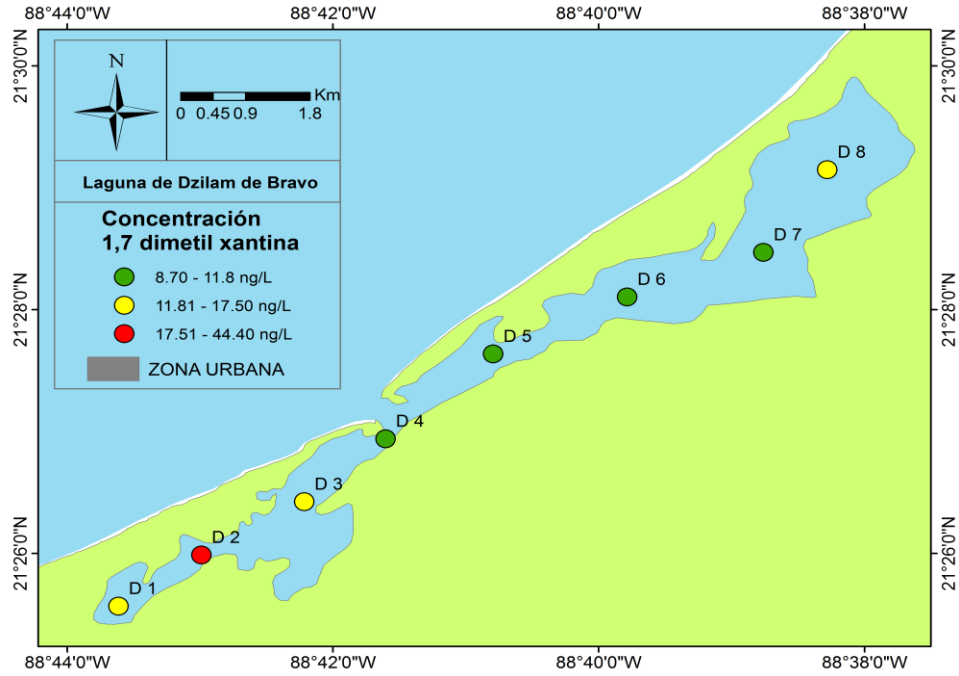 88°44'0"W
88°42'0"W
88°40'0"W
88°38'0"W
21°30'0"N
21°30'0"N
N
Km
0 0.45 0.9 1.8
Laguna de Dzilam de Bravo
Concentración
1,7 dimetil xantina
8.70 - 11.8 ng/L
11.81 - 17.50 ng/L
17.51 - 44.40 ng/L
ZONA URBANA
D 8
D 7
D 6
21°28'0"N
21°28'0"N
D 5
D 4
D 3
D 2
21°26'0"N
21°26'0"N
D 1
88°44'0"W
88°42'0"W
88°40'0"W
88°38'0"W